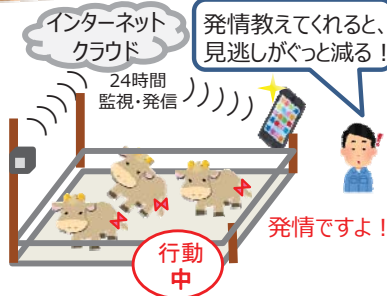 インターネット
クラウド
発情教えてくれると、
見逃しがぐっと減る！
24時間
監視・発信
発情ですよ！
行動
中